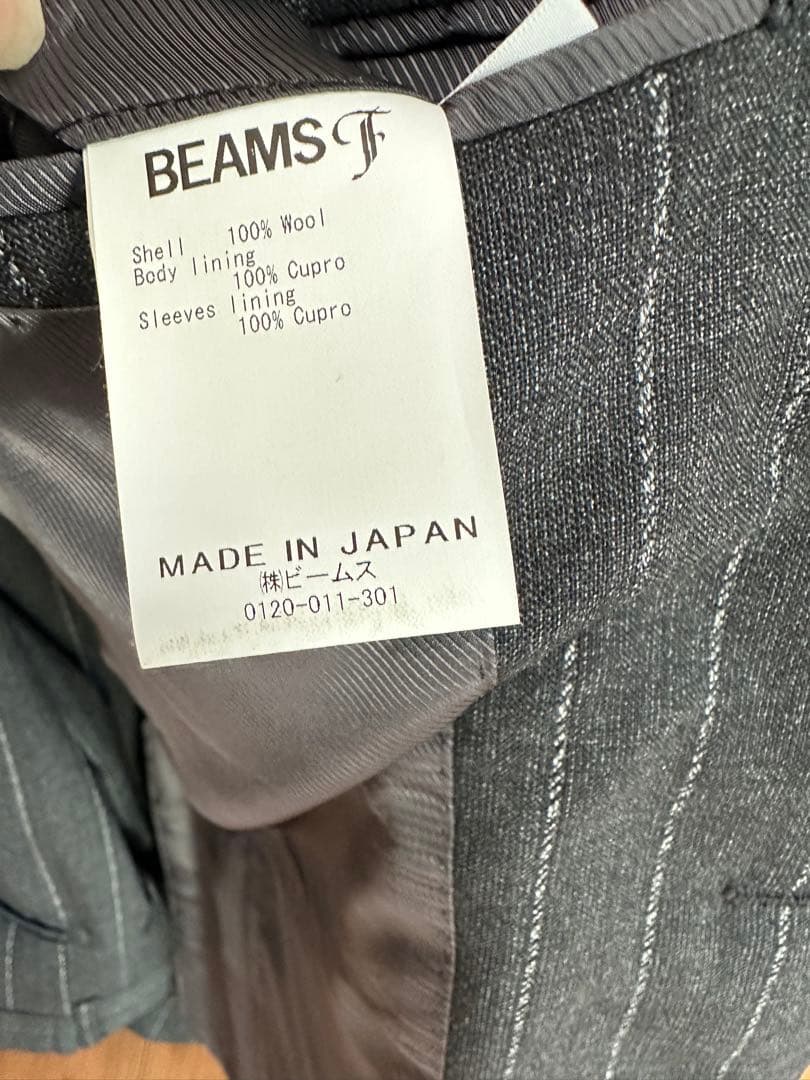 BEAMS F
Shell 100% Wool
Body lining
100% Cupro
Sleeves lining
100% Cupro
MADE IN JAPAN
㈱ビームス
0120-011-301